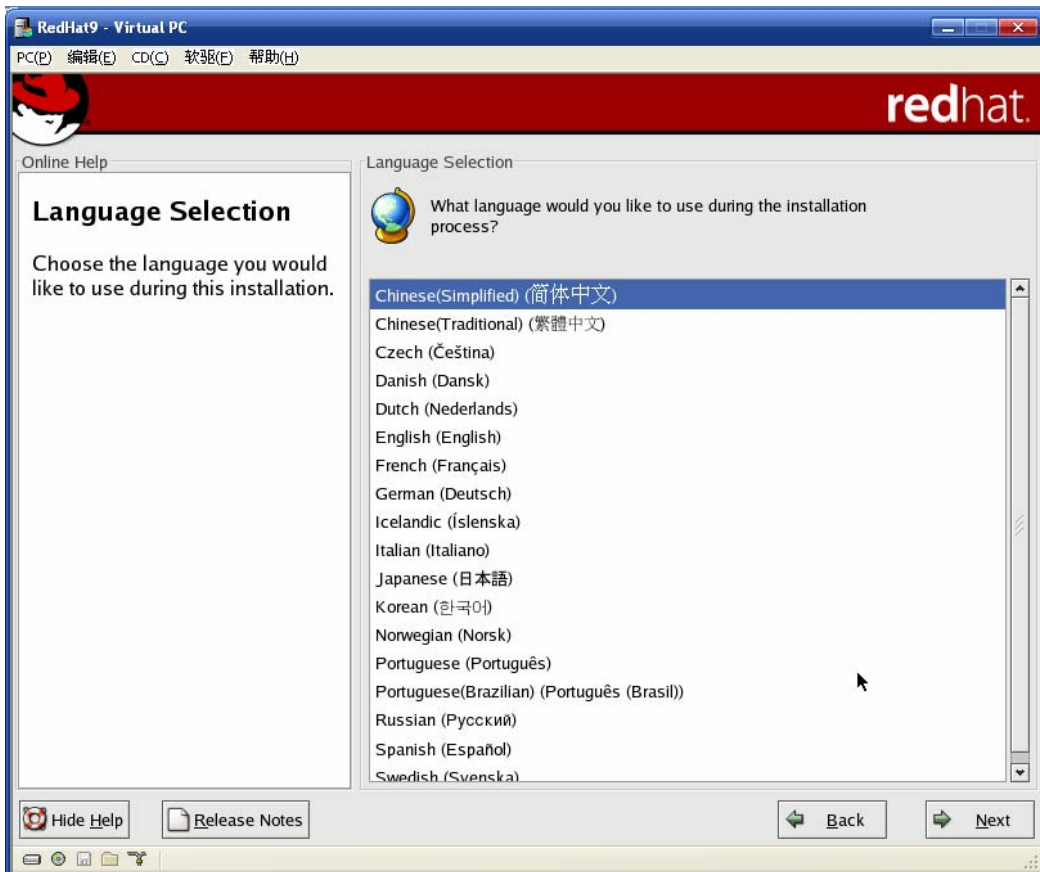 RedHat9 - Virtual PC
PC(P) 编辑(E) CD(C) 软驱(F) 帮助(H)
redhat.
Online Help
Language Selection
Choose the language you would
like to use during this installation.
Language Selection
What language would you like to use during the installation
process?
Chinese(Simplified) (简体中文)
Chinese(Traditional) (繁體中文)
Czech (Čeština)
Danish (Dansk)
Dutch (Nederlands)
English (English)
French (Français)
German (Deutsch)
Icelandic (Íslenska)
Italian (Italiano)
Japanese (日本語)
Korean (한국어)
Norwegian (Norsk)
Portuguese (Português)
Portuguese(Brazilian) (Português (Brasil))
Russian (Русский)
Spanish (Español)
Swedish (Svenska)
Hide Help
Release Notes
Back
Next